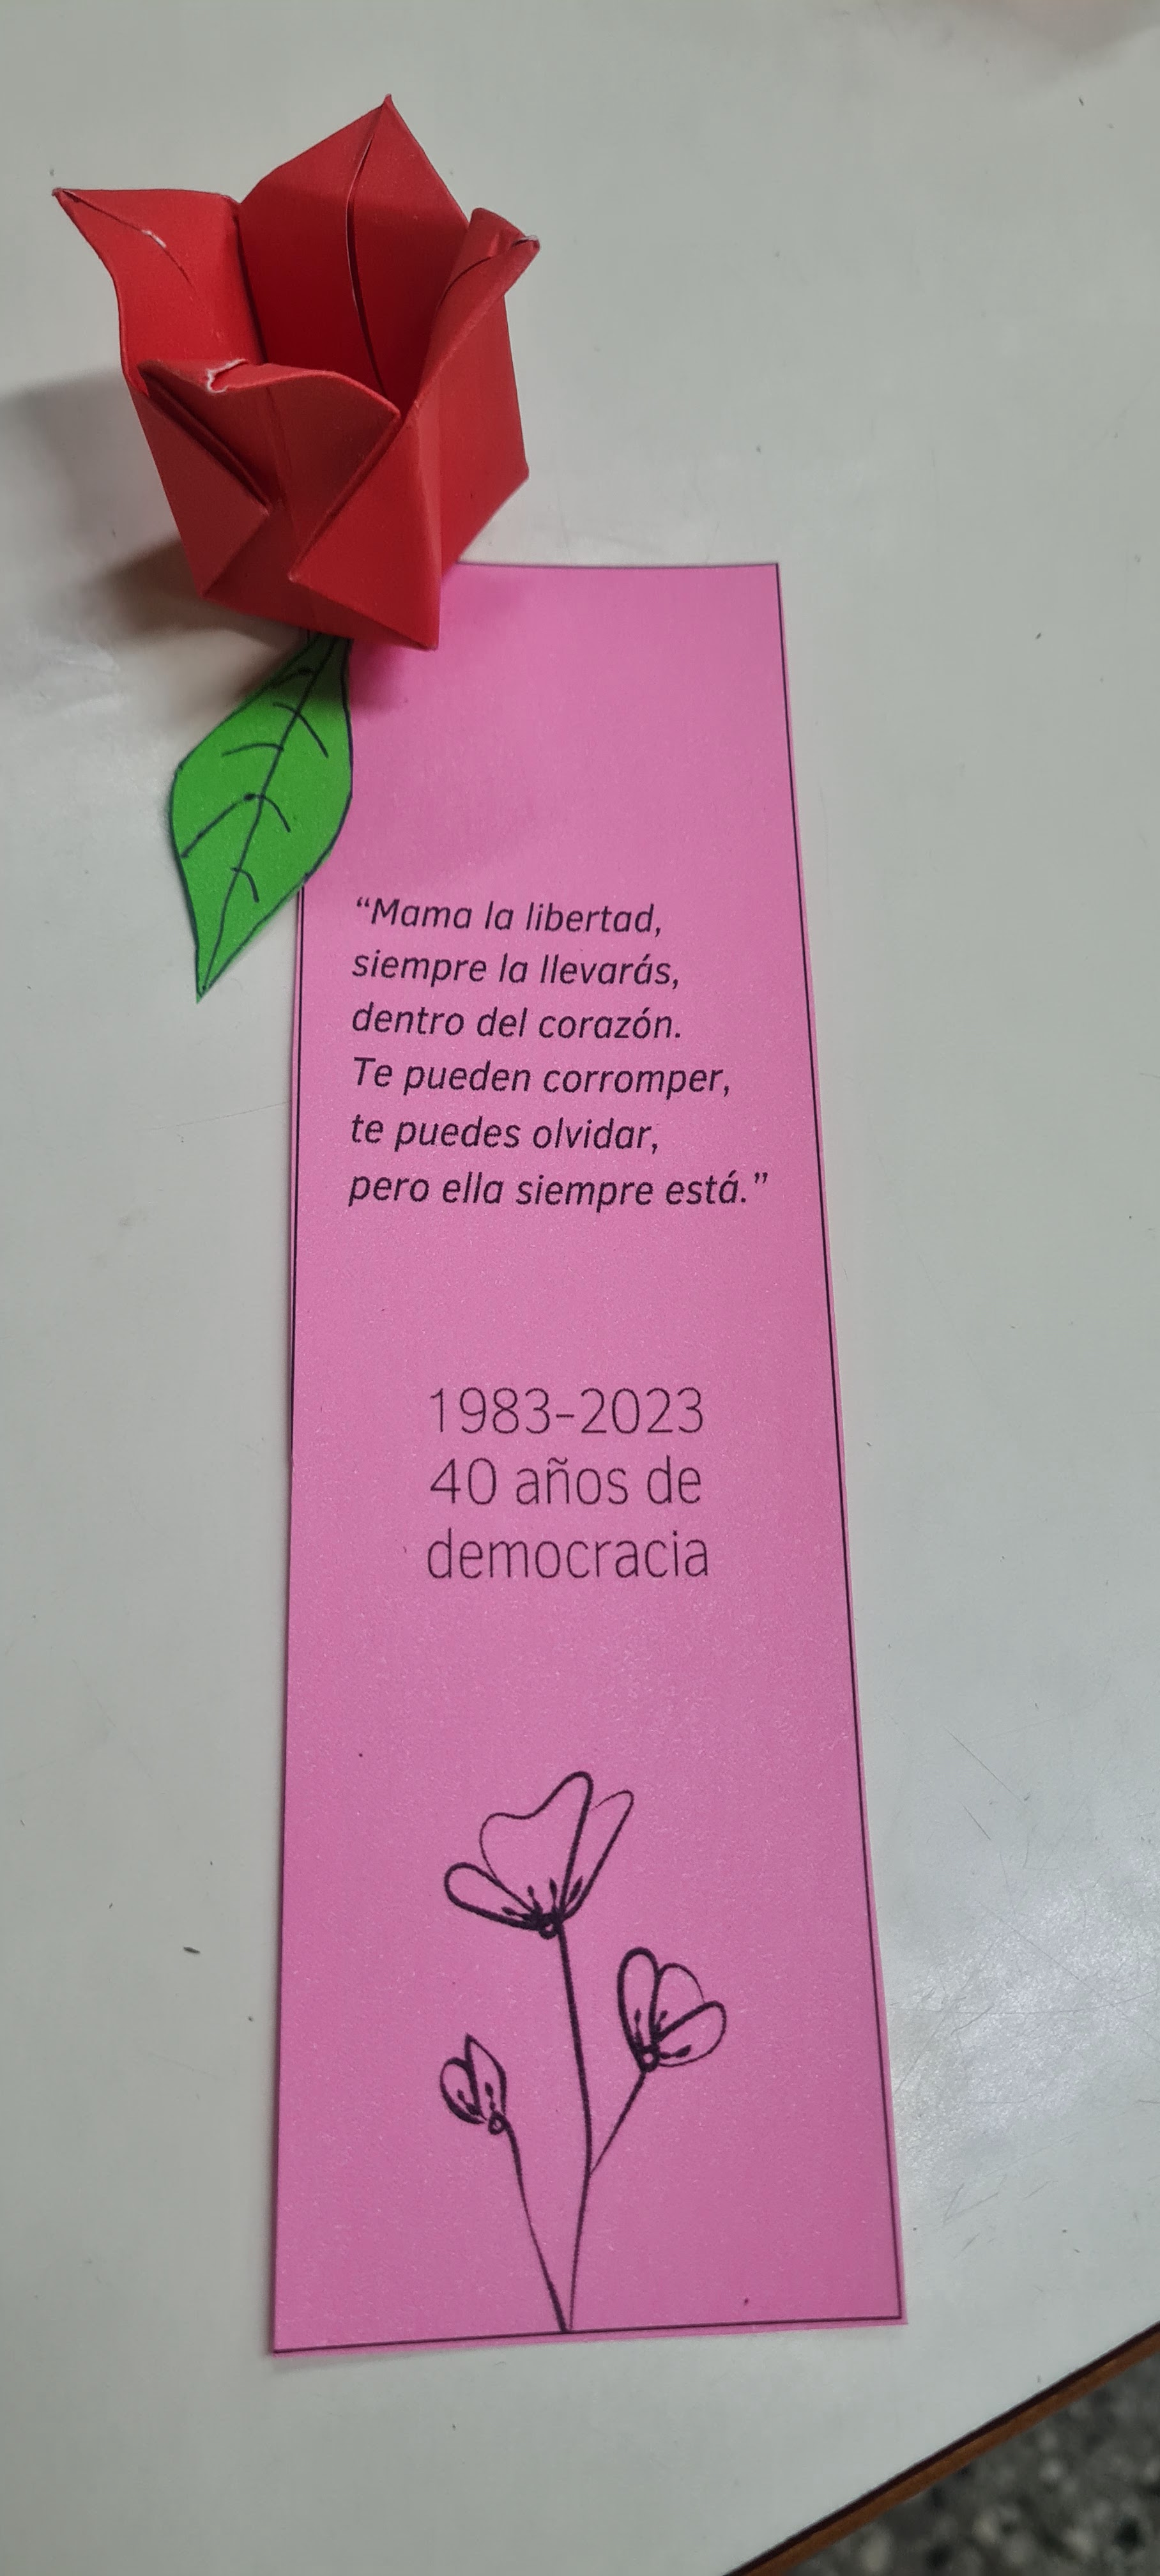 “Mama la libertad,
siempre la llevarás,
dentro del corazón.
Te pueden corromper,
te puedes olvidar,
pero ella siempre está.”
1983-2023
40 años de
democracia